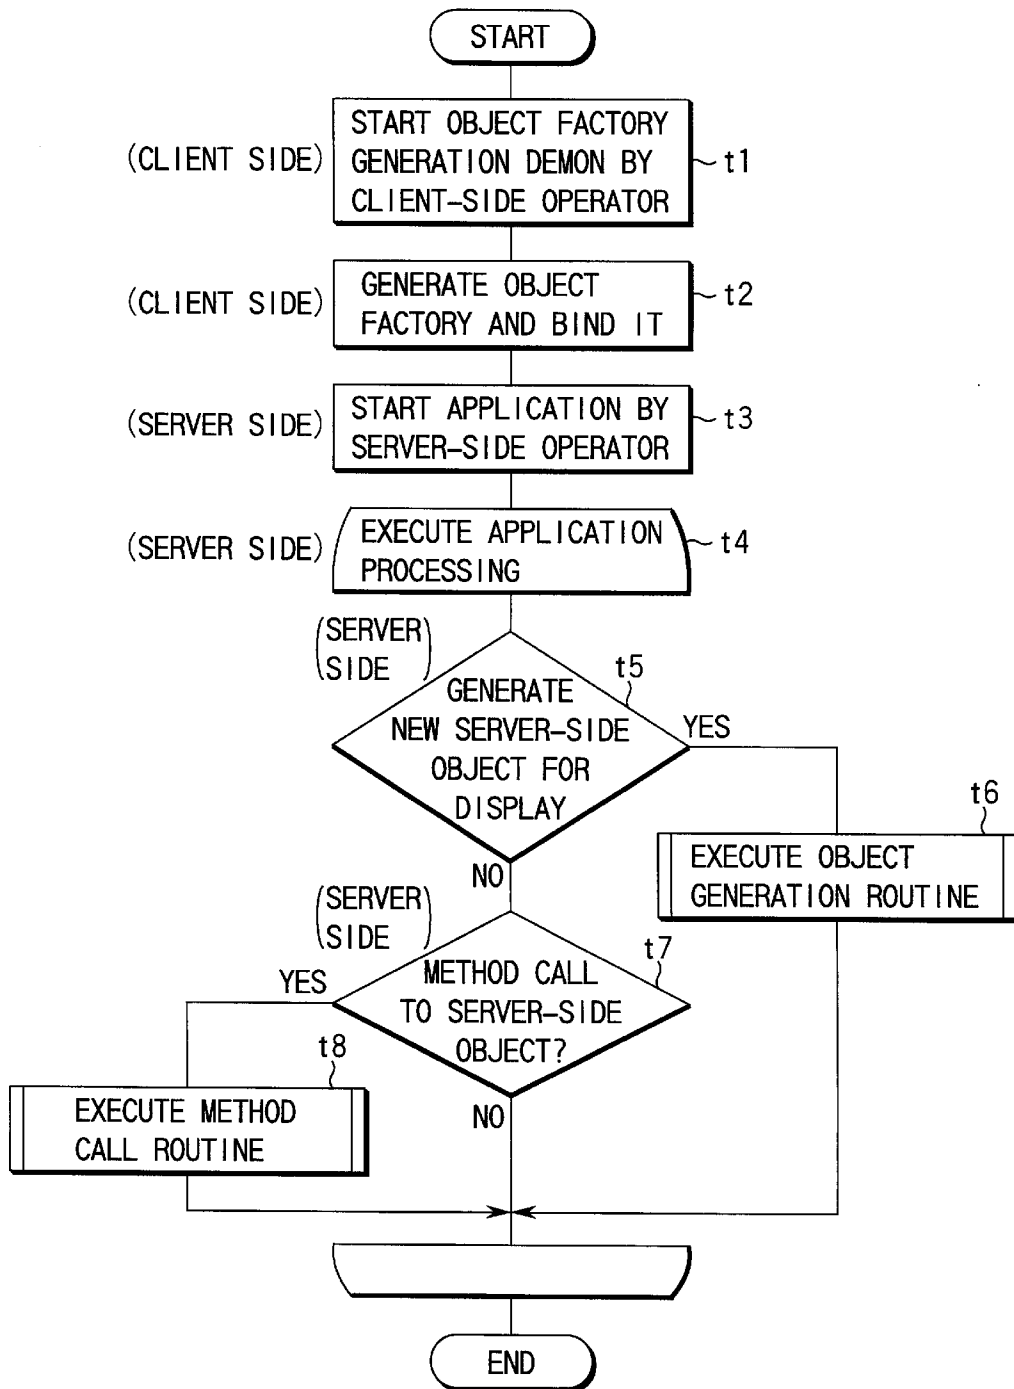 START
(CLIENT SIDE)
START OBJECT FACTORY
GENERATION DEMON BY
CLIENT-SIDE OPERATOR
t1
(CLIENT SIDE)
GENERATE OBJECT
FACTORY AND BIND IT
t2
(SERVER SIDE)
START APPLICATION BY
SERVER-SIDE OPERATOR
t3
(SERVER SIDE)
EXECUTE APPLICATION
PROCESSING
t4
(SERVER
SIDE)
t5
GENERATE
NEW SERVER-SIDE
OBJECT FOR
DISPLAY
YES
NO
t6
EXECUTE OBJECT
GENERATION ROUTINE
(SERVER
SIDE)
t7
METHOD CALL
TO SERVER-SIDE
OBJECT?
YES
NO
t8
EXECUTE METHOD
CALL ROUTINE
END